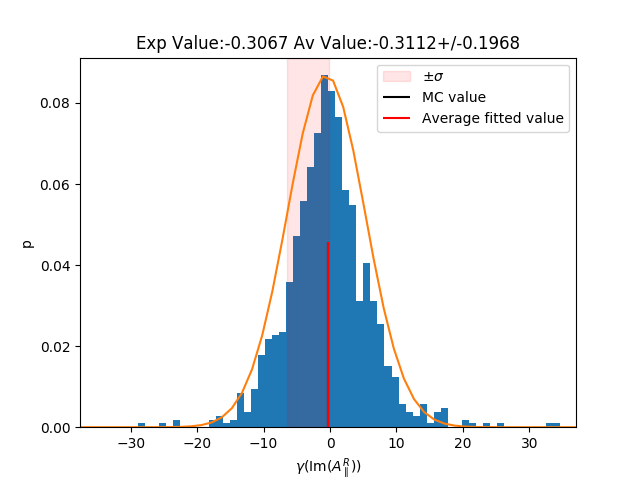 Exp Value:-0.3067 Av Value:-0.3112+/-0.1968
±σ
MC value
Average fitted value
p
0.08
0.06
0.04
0.02
0.00
−30 −20 −10 0 10 20 30
γ(Im(A∥ᴿ))